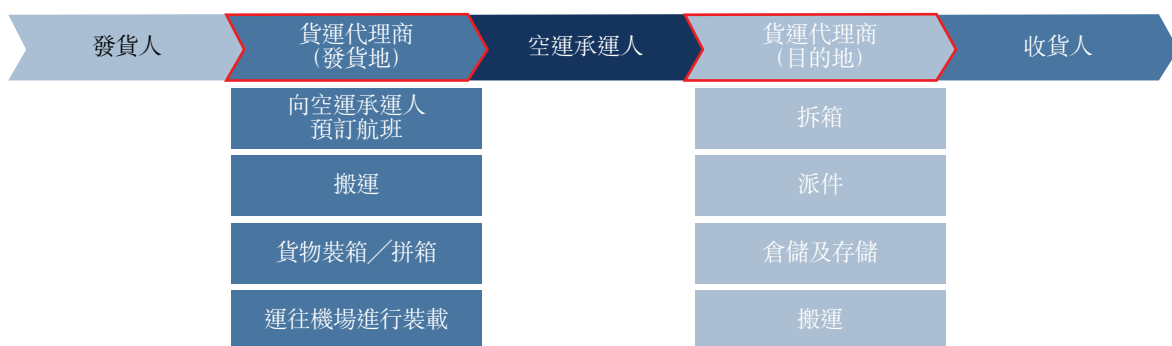 發貨人
貨運代理商
（發貨地）
空運承運人
貨運代理商
（目的地）
收貨人
向空運承運人
預訂航班
搬運
貨物裝箱／拼箱
運往機場進行裝載
拆箱
派件
倉儲及存儲
搬運